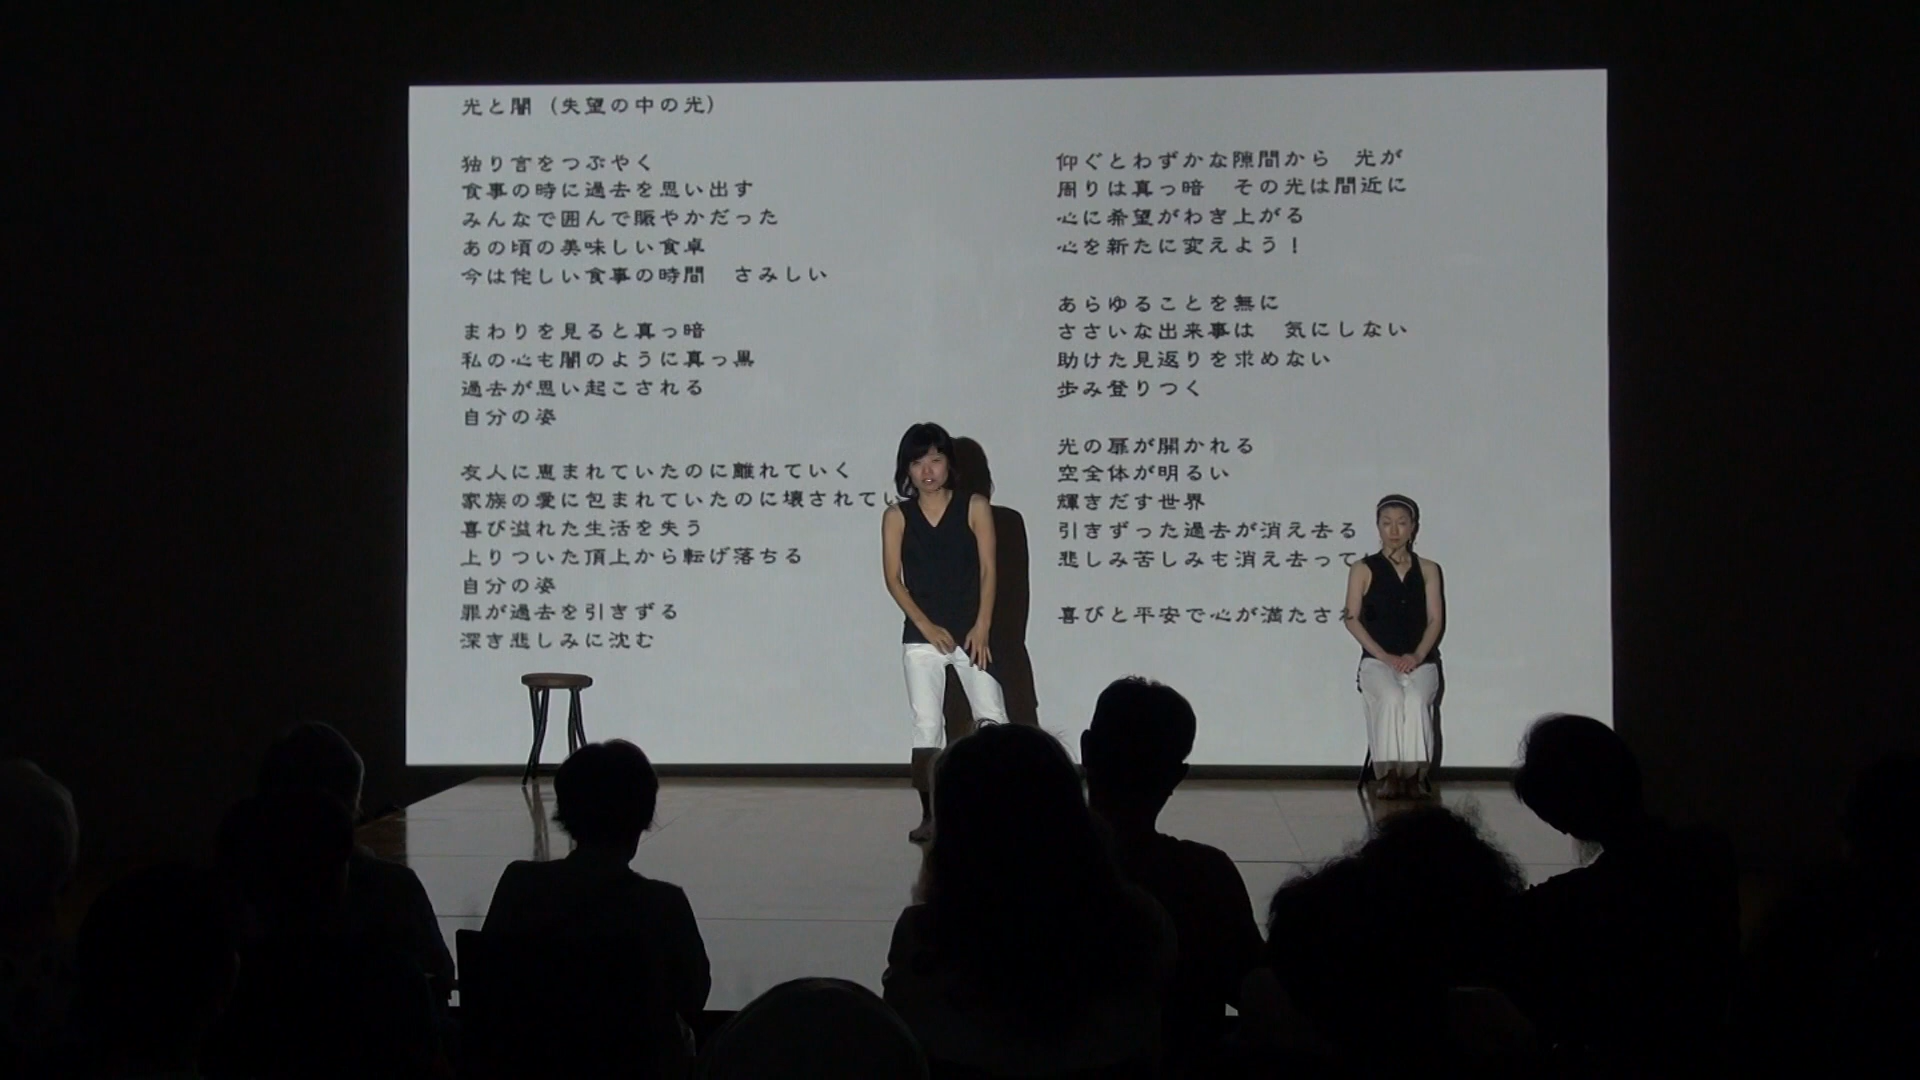 光と闇（失望の中の光）
独り言をつぶやく
食事の時に過去を思い出す
みんなで囲んで賑やかだった
あの頃の美味しい食卓
今は侘しい食事の時間　さみしい
まわりを見ると真っ暗
私の心も闇のように真っ黒
過去が思い起こされる
自分の姿
友人に恵まれていたのに離れていく
家族の愛に包まれていたのに壊されてい
喜び溢れた生活を失う
上りついた頂上から転げ落ちる
自分の姿
罪が過去を引きずる
深き悲しみに沈む
仰ぐとわずかな隙間から　光が
周りは真っ暗　その光は間近に
心に希望がわき上がる
心を新たに変えよう！
あらゆることを無に
ささいな出来事は　気にしない
助けた見返りを求めない
歩み登りつく
光の扉が開かれる
空全体が明るい
輝きだす世界
引きずった過去が消え去る
悲しみ苦しみも消え去って
喜びと平安で心が満たさ